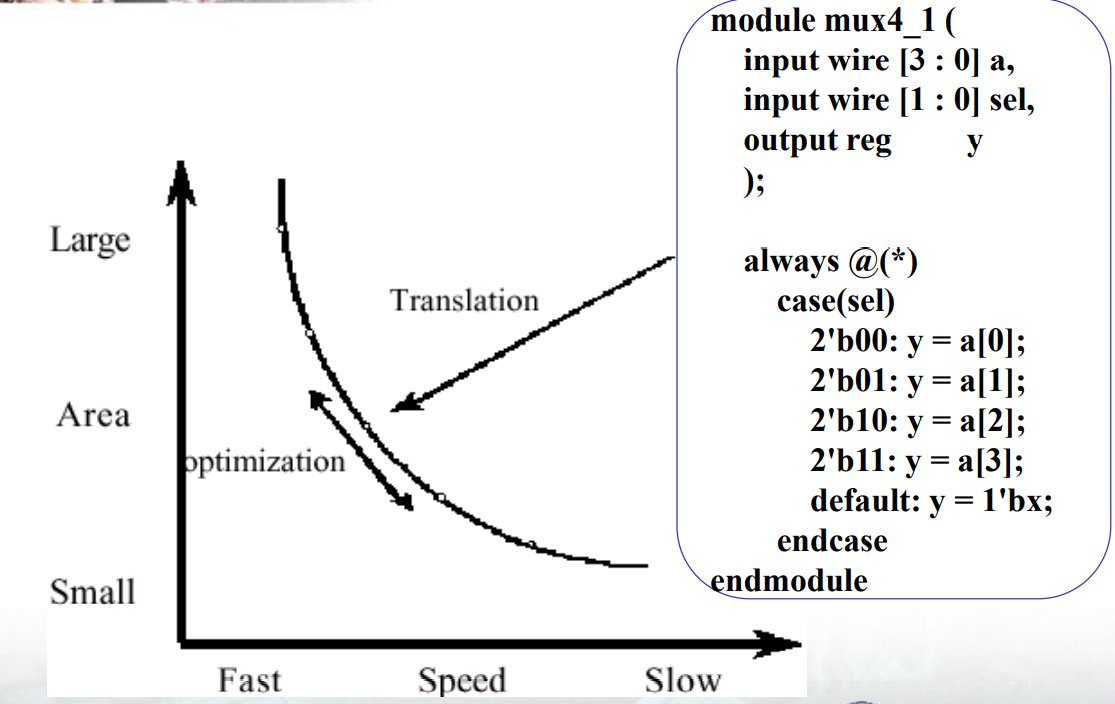 module mux4_1 (
input wire [3 : 0] a,
input wire [1 : 0] sel,
output reg y
);
always @(*)
case(sel)
2'b00: y = a[0];
2'b01: y = a[1];
2'b10: y = a[2];
2'b11: y = a[3];
default: y = 1'bx;
endcase
endmodule
Large
Translation
Area
optimization
Small
Fast Speed Slow